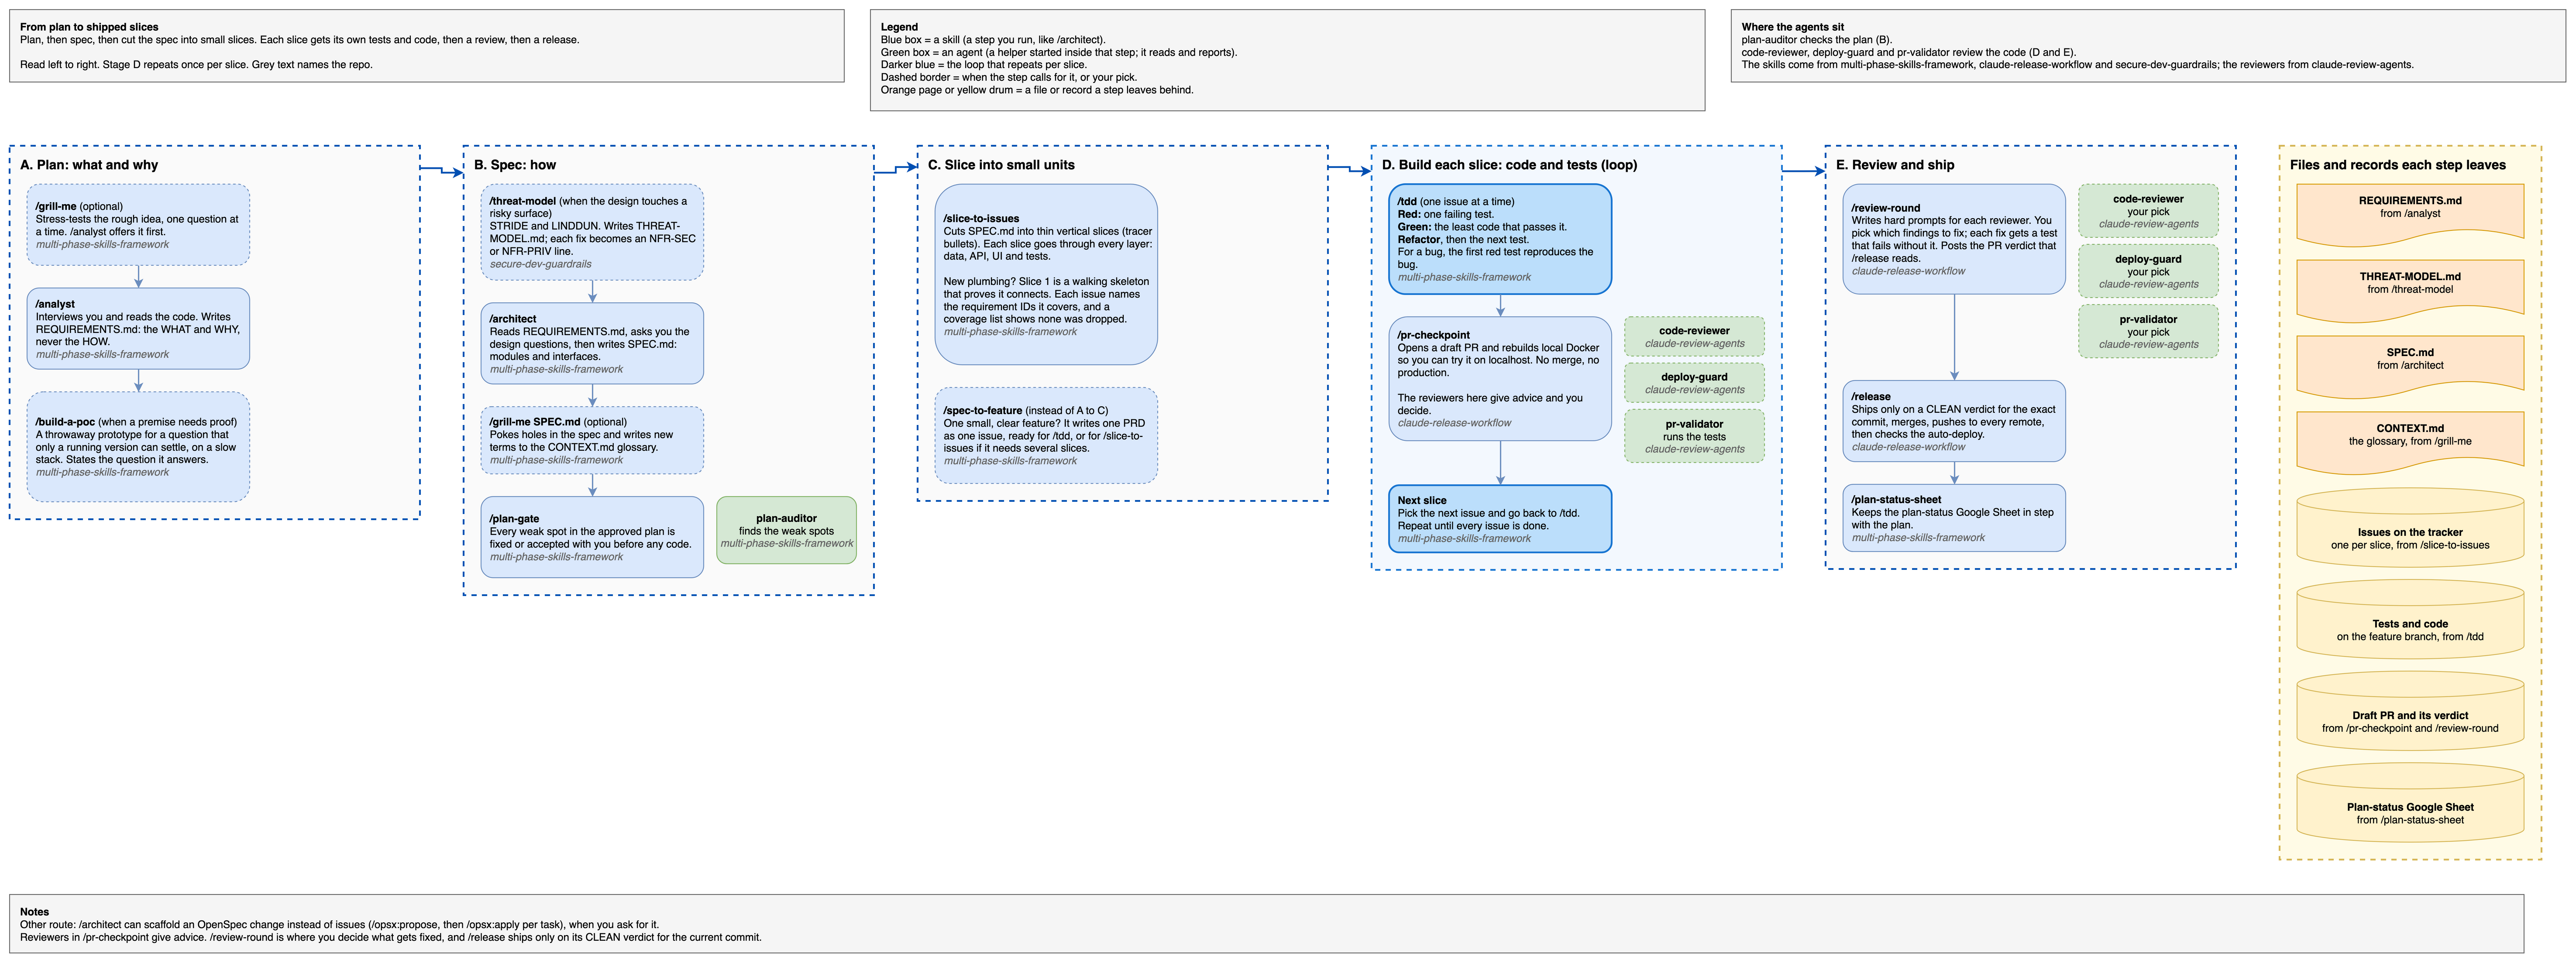 From plan to shipped slices
Plan, then spec, then cut the spec into small slices. Each slice gets its own tests and code, then a review, then a release.
Read left to right. Stage D repeats once per slice. Grey text names the repo.
Legend
Blue box = a skill (a step you run, like /architect).
Green box = an agent (a helper started inside that step; it reads and reports).
Darker blue = the loop that repeats per slice.
Dashed border = when the step calls for it, or your pick.
Orange page or yellow drum = a file or record a step leaves behind.
Where the agents sit
plan-auditor checks the plan (B).
code-reviewer, deploy-guard and pr-validator review the code (D and E).
The skills come from multi-phase-skills-framework, claude-release-workflow and secure-dev-guardrails; the reviewers from claude-review-agents.
A. Plan: what and why
/grill-me (optional)
Stress-tests the rough idea, one question at
a time. /analyst offers it first.
multi-phase-skills-framework
/analyst
Interviews you and reads the code. Writes
REQUIREMENTS.md: the WHAT and WHY,
never the HOW.
multi-phase-skills-framework
/build-a-poc (when a premise needs proof)
A throwaway prototype for a question that
only a running version can settle, on a slow
stack. States the question it answers.
multi-phase-skills-framework
B. Spec: how
/threat-model (when the design touches a
risky surface)
STRIDE and LINDDUN. Writes THREAT-
MODEL.md; each fix becomes an NFR-SEC
or NFR-PRIV line.
secure-dev-guardrails
/architect
Reads REQUIREMENTS.md, asks you the
design questions, then writes SPEC.md:
modules and interfaces.
multi-phase-skills-framework
/grill-me SPEC.md (optional)
Pokes holes in the spec and writes new
terms to the CONTEXT.md glossary.
multi-phase-skills-framework
/plan-gate
Every weak spot in the approved plan is
fixed or accepted with you before any code.
multi-phase-skills-framework
plan-auditor
finds the weak spots
multi-phase-skills-framework
C. Slice into small units
/slice-to-issues
Cuts SPEC.md into thin vertical slices (tracer
bullets). Each slice goes through every layer:
data, API, UI and tests.
New plumbing? Slice 1 is a walking skeleton
that proves it connects. Each issue names
the requirement IDs it covers, and a
coverage list shows none was dropped.
multi-phase-skills-framework
/spec-to-feature (instead of A to C)
One small, clear feature? It writes one PRD
as one issue, ready for /tdd, or for /slice-to-
issues if it needs several slices.
multi-phase-skills-framework
D. Build each slice: code and tests (loop)
/tdd (one issue at a time)
Red: one failing test.
Green: the least code that passes it.
Refactor, then the next test.
For a bug, the first red test reproduces the
bug.
multi-phase-skills-framework
/pr-checkpoint
Opens a draft PR and rebuilds local Docker
so you can try it on localhost. No merge, no
production.
The reviewers here give advice and you
decide.
claude-release-workflow
code-reviewer
claude-review-agents
deploy-guard
claude-review-agents
pr-validator
runs the tests
claude-review-agents
Next slice
Pick the next issue and go back to /tdd.
Repeat until every issue is done.
multi-phase-skills-framework
E. Review and ship
/review-round
Writes hard prompts for each reviewer. You
pick which findings to fix; each fix gets a test
that fails without it. Posts the PR verdict that
/release reads.
claude-release-workflow
code-reviewer
your pick
claude-review-agents
deploy-guard
your pick
claude-review-agents
pr-validator
your pick
claude-review-agents
/release
Ships only on a CLEAN verdict for the exact
commit, merges, pushes to every remote,
then checks the auto-deploy.
claude-release-workflow
/plan-status-sheet
Keeps the plan-status Google Sheet in step
with the plan.
multi-phase-skills-framework
Files and records each step leaves
REQUIREMENTS.md
from /analyst
THREAT-MODEL.md
from /threat-model
SPEC.md
from /architect
CONTEXT.md
the glossary, from /grill-me
Issues on the tracker
one per slice, from /slice-to-issues
Tests and code
on the feature branch, from /tdd
Draft PR and its verdict
from /pr-checkpoint and /review-round
Plan-status Google Sheet
from /plan-status-sheet
Notes
Other route: /architect can scaffold an OpenSpec change instead of issues (/opsx:propose, then /opsx:apply per task), when you ask for it.
Reviewers in /pr-checkpoint give advice. /review-round is where you decide what gets fixed, and /release ships only on its CLEAN verdict for the current commit.